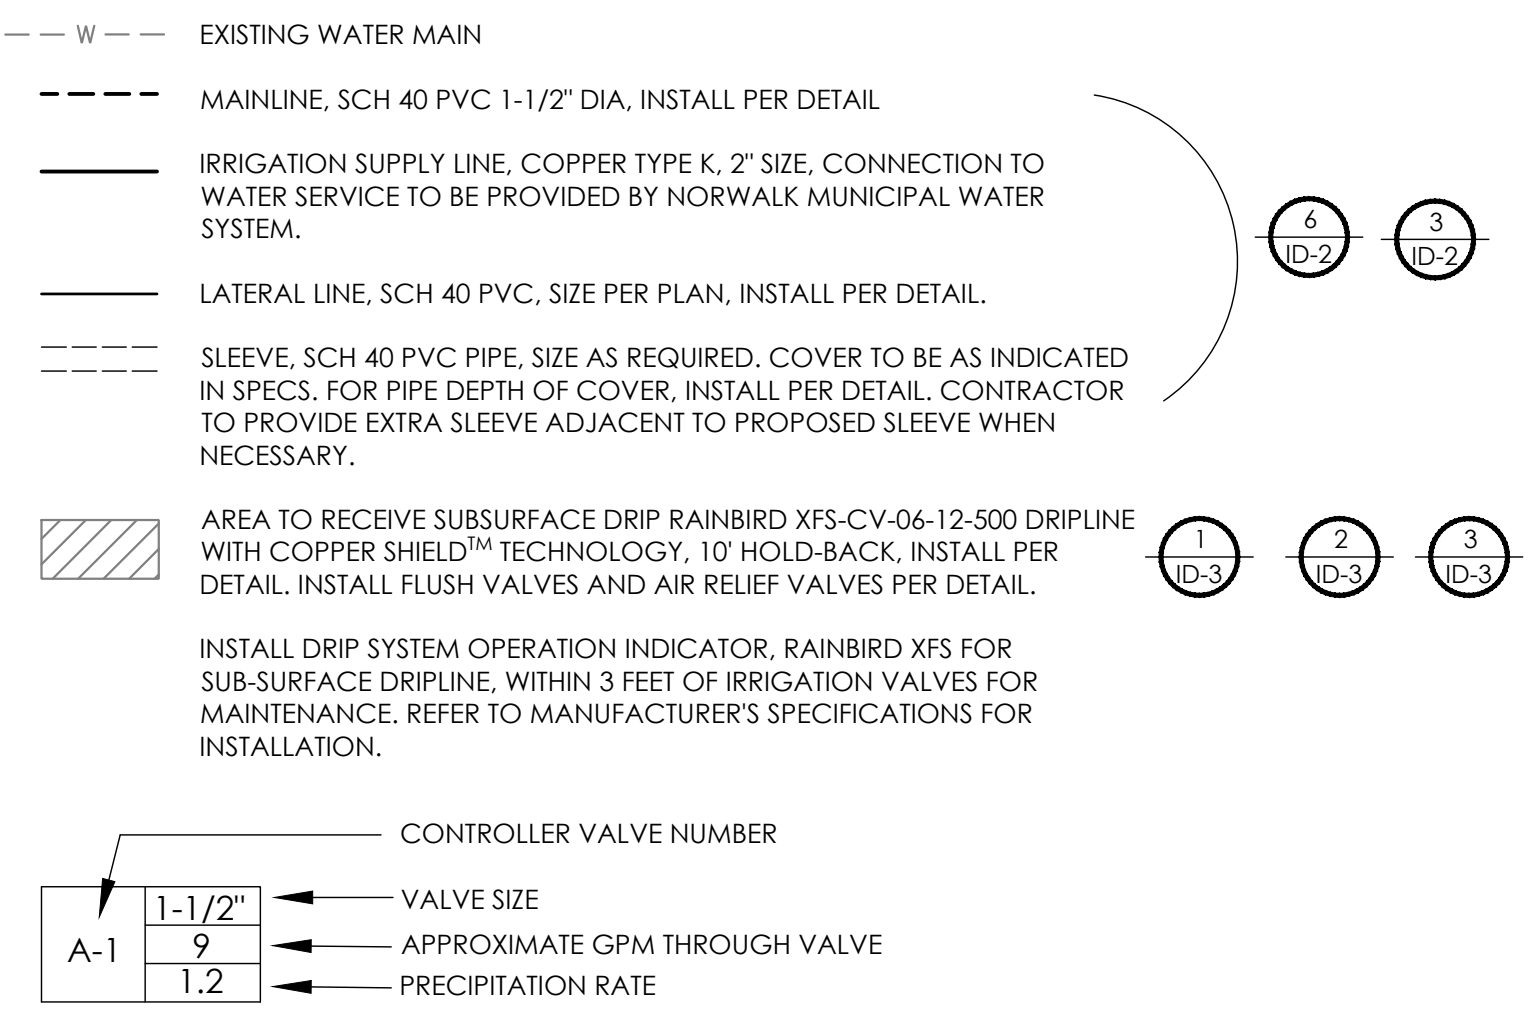 W
EXISTING WATER MAIN
MAINLINE, SCH 40 PVC 1-1/2" DIA, INSTALL PER DETAIL
IRRIGATION SUPPLY LINE, COPPER TYPE K, 2" SIZE, CONNECTION TO
WATER SERVICE TO BE PROVIDED BY NORWALK MUNICIPAL WATER
SYSTEM.
6
ID-2
3
ID-2
LATERAL LINE, SCH 40 PVC, SIZE PER PLAN, INSTALL PER DETAIL.
SLEEVE, SCH 40 PVC PIPE, SIZE AS REQUIRED. COVER TO BE AS INDICATED
IN SPECS. FOR PIPE DEPTH OF COVER, INSTALL PER DETAIL. CONTRACTOR
TO PROVIDE EXTRA SLEEVE ADJACENT TO PROPOSED SLEEVE WHEN
NECESSARY.
AREA TO RECEIVE SUBSURFACE DRIP RAINBIRD XFS-CV-06-12-500 DRIPLINE
WITH COPPER SHIELD™ TECHNOLOGY, 10' HOLD-BACK, INSTALL PER
DETAIL. INSTALL FLUSH VALVES AND AIR RELIEF VALVES PER DETAIL.
1
ID-3
2
ID-3
3
ID-3
INSTALL DRIP SYSTEM OPERATION INDICATOR, RAINBIRD XFS FOR
SUB-SURFACE DRIPLINE, WITHIN 3 FEET OF IRRIGATION VALVES FOR
MAINTENANCE. REFER TO MANUFACTURER'S SPECIFICATIONS FOR
INSTALLATION.
CONTROLLER VALVE NUMBER
A-1
1-1/2"
VALVE SIZE
9
APPROXIMATE GPM THROUGH VALVE
1.2
PRECIPITATION RATE